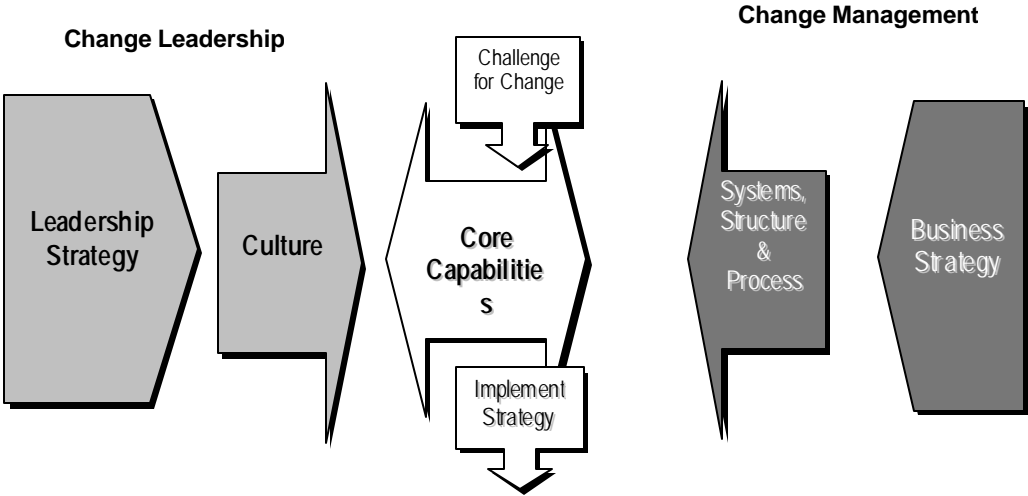 Change Leadership
Change Management
Challenge
for Change
Leadership
Strategy
Culture
Core
Capabilitie
s
Systems,
Structure
&
Process
Business
Strategy
Implement
Strategy